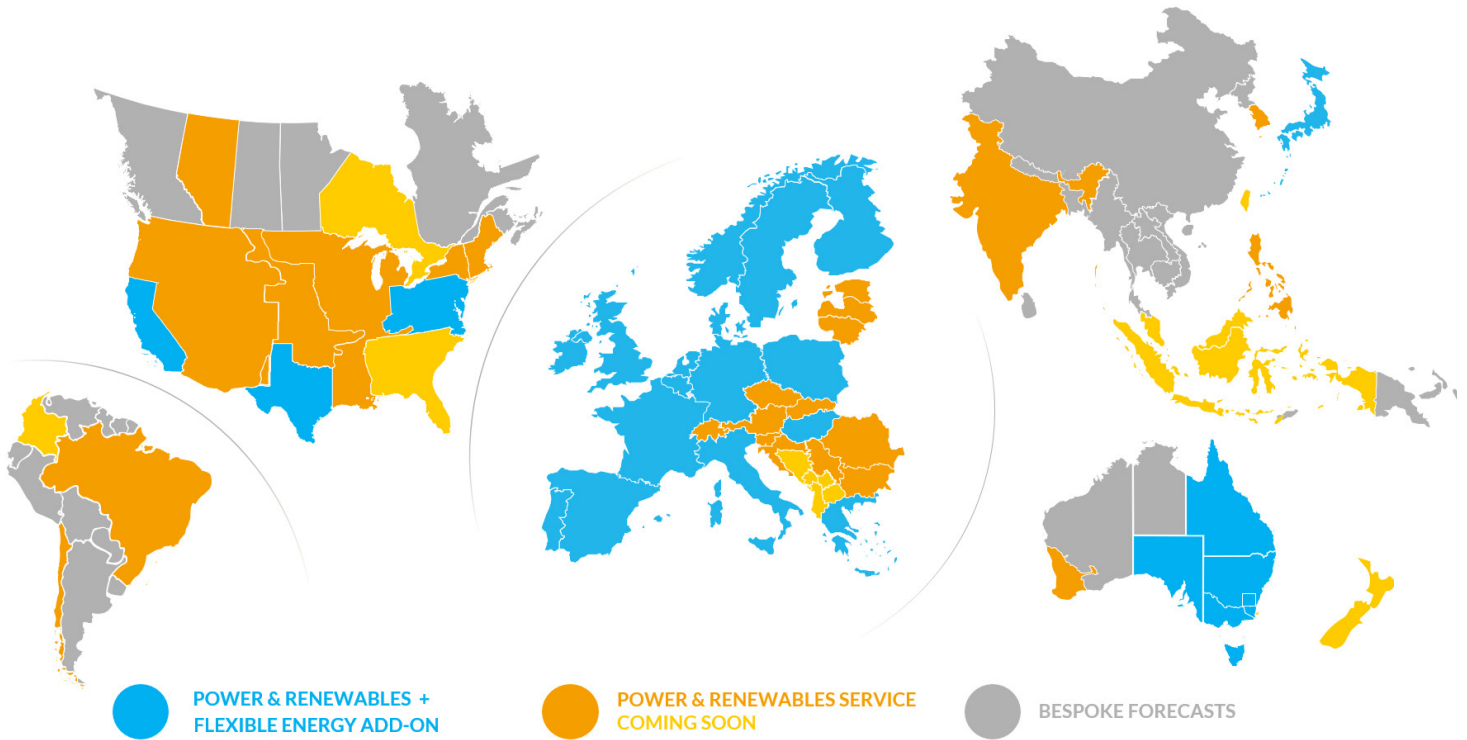 POWER & RENEWABLES +
FLEXIBLE ENERGY ADD-ON
POWER & RENEWABLES SERVICE
COMING SOON
BESPOKE FORECASTS